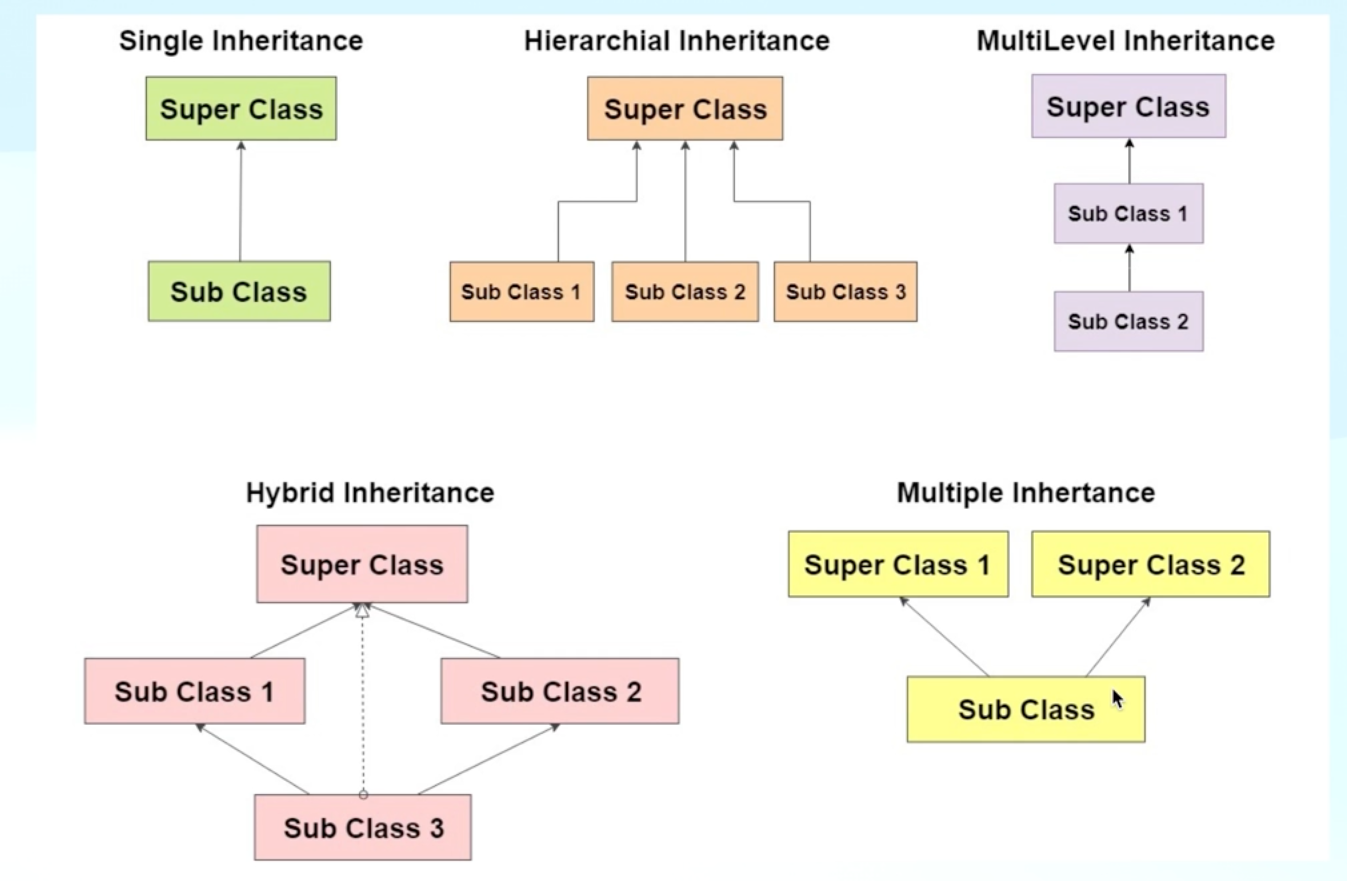 Single Inheritance
Super Class
Sub Class
Hierarchial Inheritance
Super Class
Sub Class 1
Sub Class 2
Sub Class 3
MultiLevel Inheritance
Super Class
Sub Class 1
Sub Class 2
Hybrid Inheritance
Super Class
Sub Class 1
Sub Class 2
Sub Class 3
Multiple Inhertance
Super Class 1
Super Class 2
Sub Class